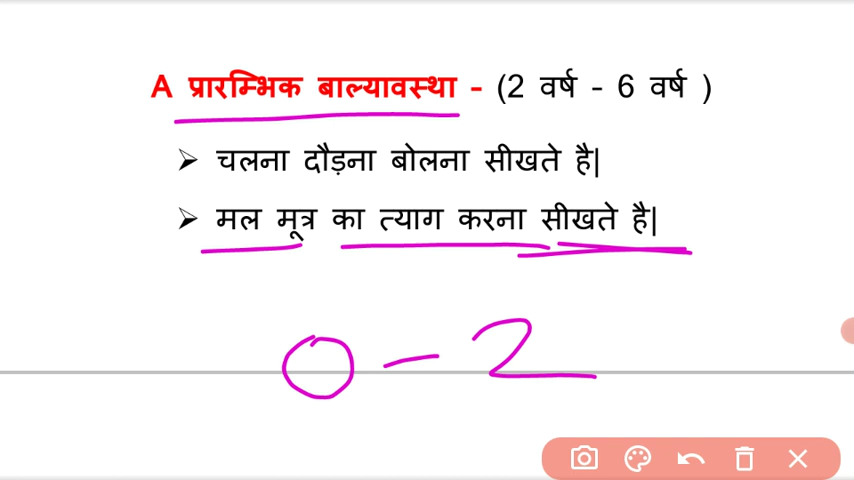 A प्रारम्भिक बाल्यावस्था - (2 वर्ष - 6 वर्ष )
➢ चलना दौड़ना बोलना सीखते है|
➢ मल मूत्र का त्याग करना सीखते है|
0 - 2